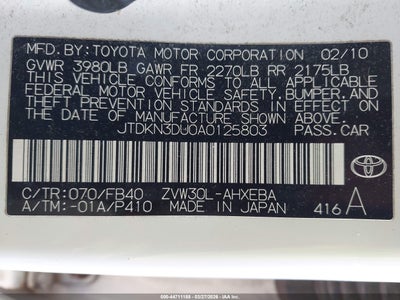 MFD. BY: TOYOTA MOTOR CORPORATION 02/10
GVWR 3980LB GAWR FR 2270LB RR 2175LB
THIS VEHICLE CONFORMS TO ALL APPLICABLE
FEDERAL MOTOR VEHICLE SAFETY, BUMPER, AND
THEFT PREVENTION STANDARDS IN EFFECT ON
THE DATE OF MANUFACTURE SHOWN ABOVE.
JTDKN3DU0A0125803 PASS.CAR
C/TR:070/FB40 ZVW30L-AHXEBA
A/TM:-01A/P410 MADE IN JAPAN 416 A
TOYOTA